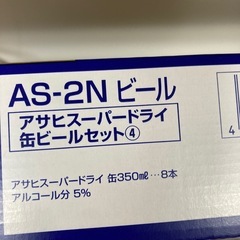 AS-2N ビール
アサヒスーパードライ
缶ビールセット④
アサヒスーパードライ 缶350㎖…8本
アルコール分 5%
4